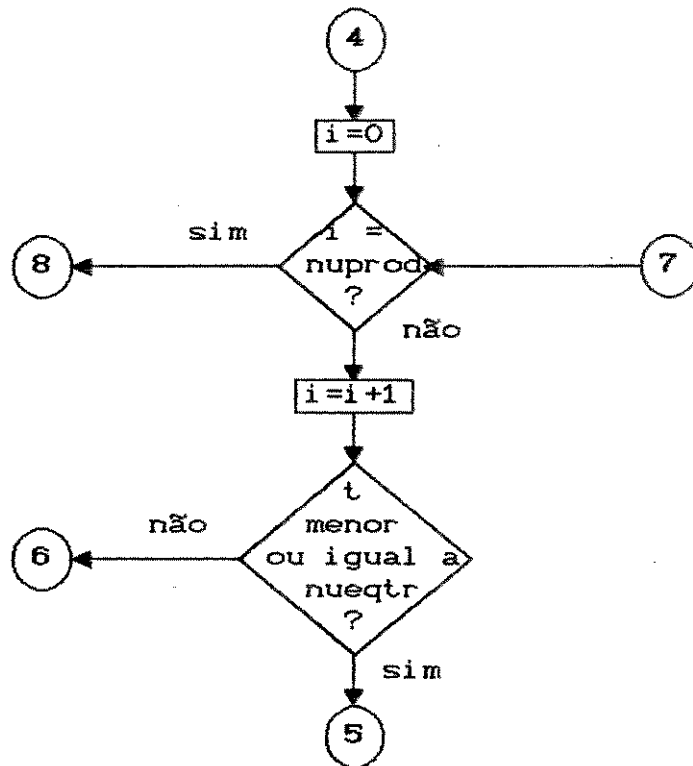 4
i=0
sim
i =
8
nuprod
7
?
não
i=i+1
t
não
menor
6
ou igual a
nueqtr
?
sim
5